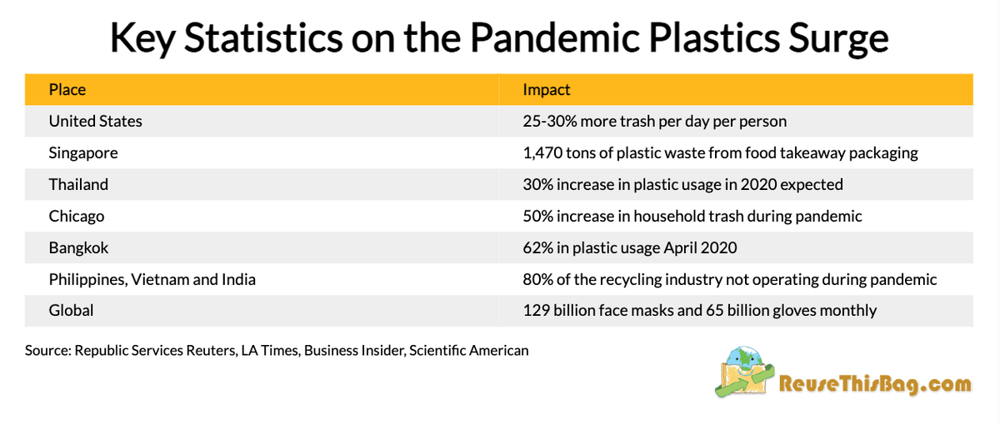 Key Statistics on the Pandemic Plastics Surge
Place Impact
United States 25-30% more trash per day per person
Singapore 1,470 tons of plastic waste from food takeaway packaging
Thailand 30% increase in plastic usage in 2020 expected
Chicago 50% increase in household trash during pandemic
Bangkok 62% in plastic usage April 2020
Philippines, Vietnam and India 80% of the recycling industry not operating during pandemic
Global 129 billion face masks and 65 billion gloves monthly
Source: Republic Services Reuters, LA Times, Business Insider, Scientific American
ReuseThisBag.com